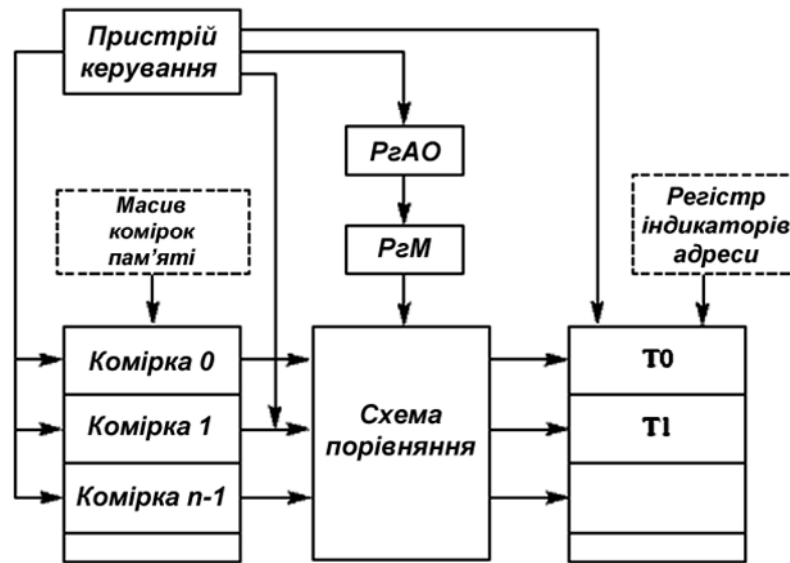 Пристрій
керування
РгАО
Масив
комірок
пам’яті
РгМ
Регістр
індикаторів
адреси
Комірка 0
Комірка 1
Комірка n-1
Схема
порівняння
T0
T1